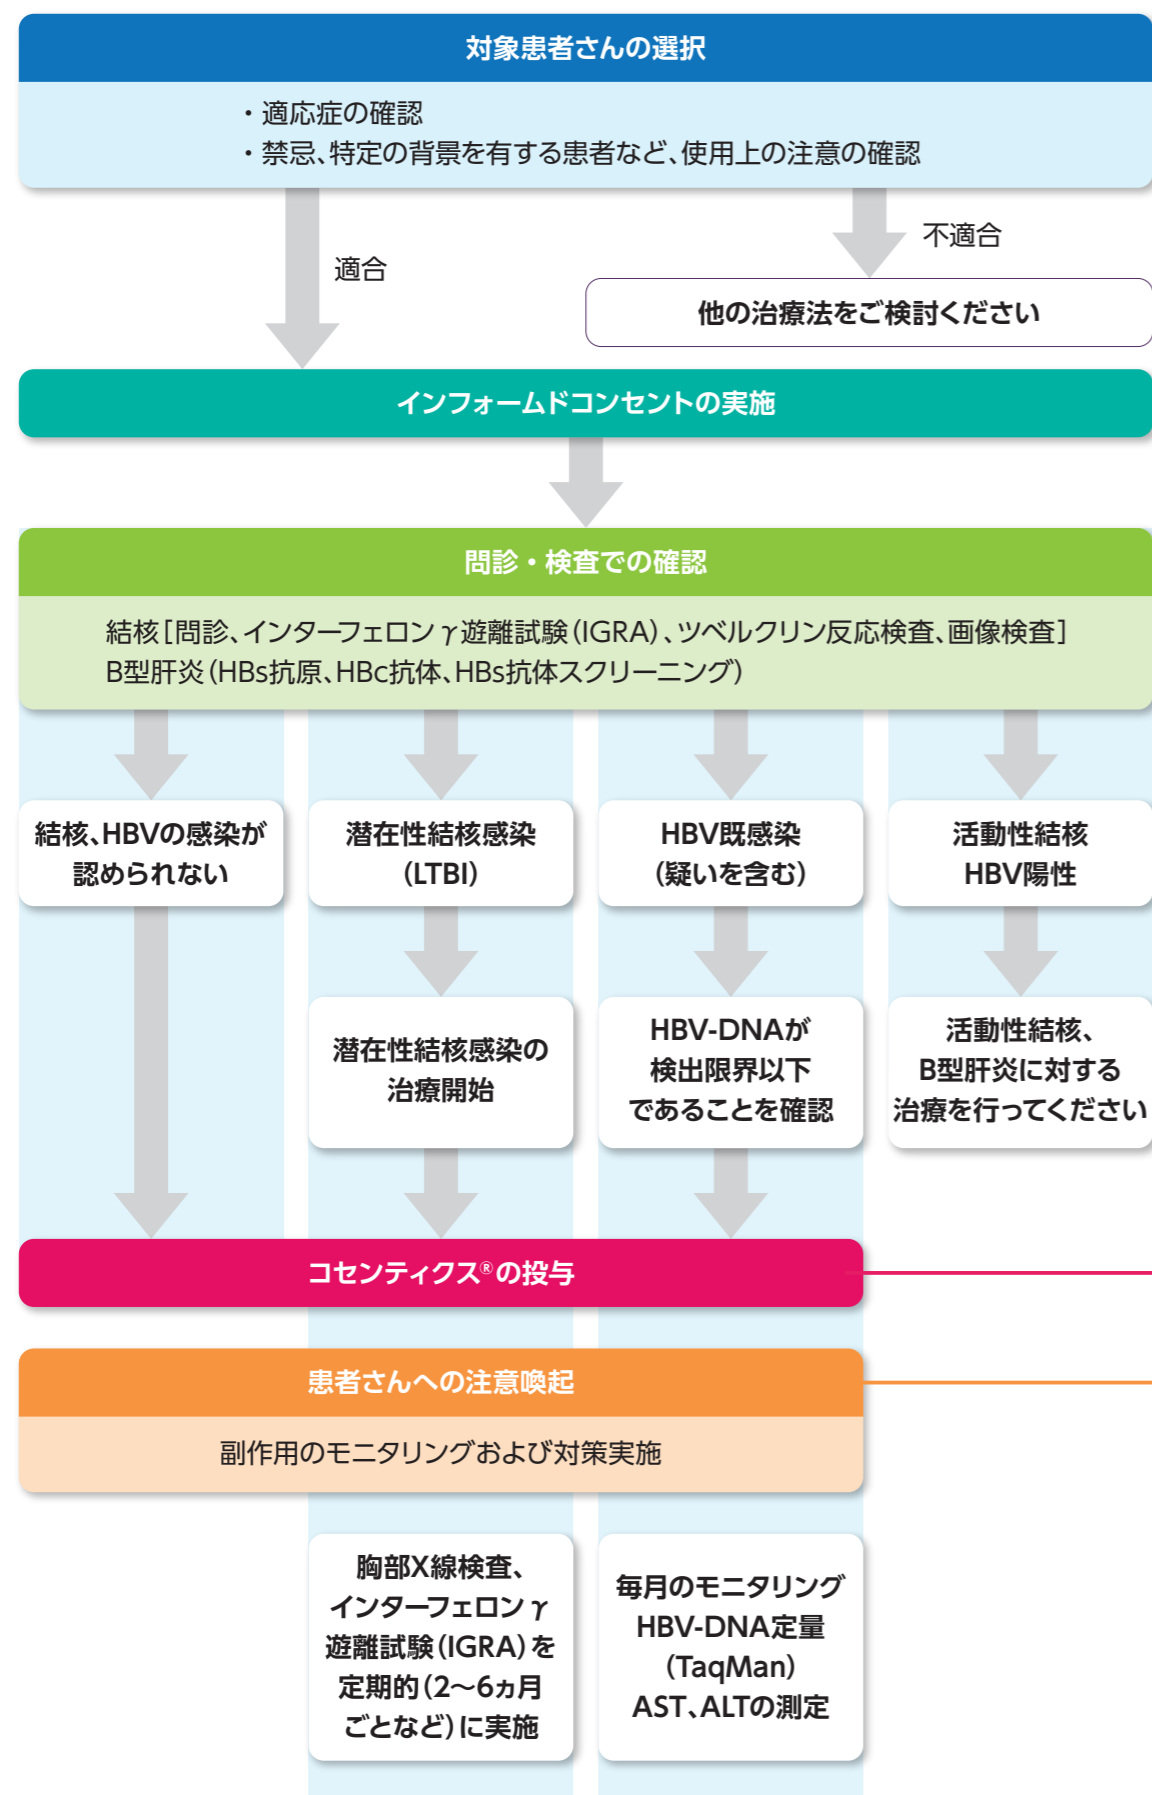 対象患者さんの選択
・適応症の確認
・禁忌、特定の背景を有する患者など、使用上の注意の確認
適合
不適合
他の治療法をご検討ください
インフォームドコンセントの実施
問診・検査での確認
結核[問診、インターフェロンγ遊離試験(IGRA)、ツベルクリン反応検査、画像検査]
B型肝炎(HBs抗原、HBc抗体、HBs抗体スクリーニング)
結核、HBVの感染が
認められない
潜在性結核感染
(LTBI)
HBV既感染
(疑いを含む)
活動性結核
HBV陽性
潜在性結核感染の
治療開始
HBV-DNAが
検出限界以下
であることを確認
活動性結核、
B型肝炎に対する
治療を行ってください
コセンティクス®の投与
患者さんへの注意喚起
副作用のモニタリングおよび対策実施
胸部X線検査、
インターフェロンγ
遊離試験(IGRA)を
定期的(2〜6ヵ月
ごとなど)に実施
毎月のモニタリング
HBV-DNA定量
(TaqMan)
AST、ALTの測定